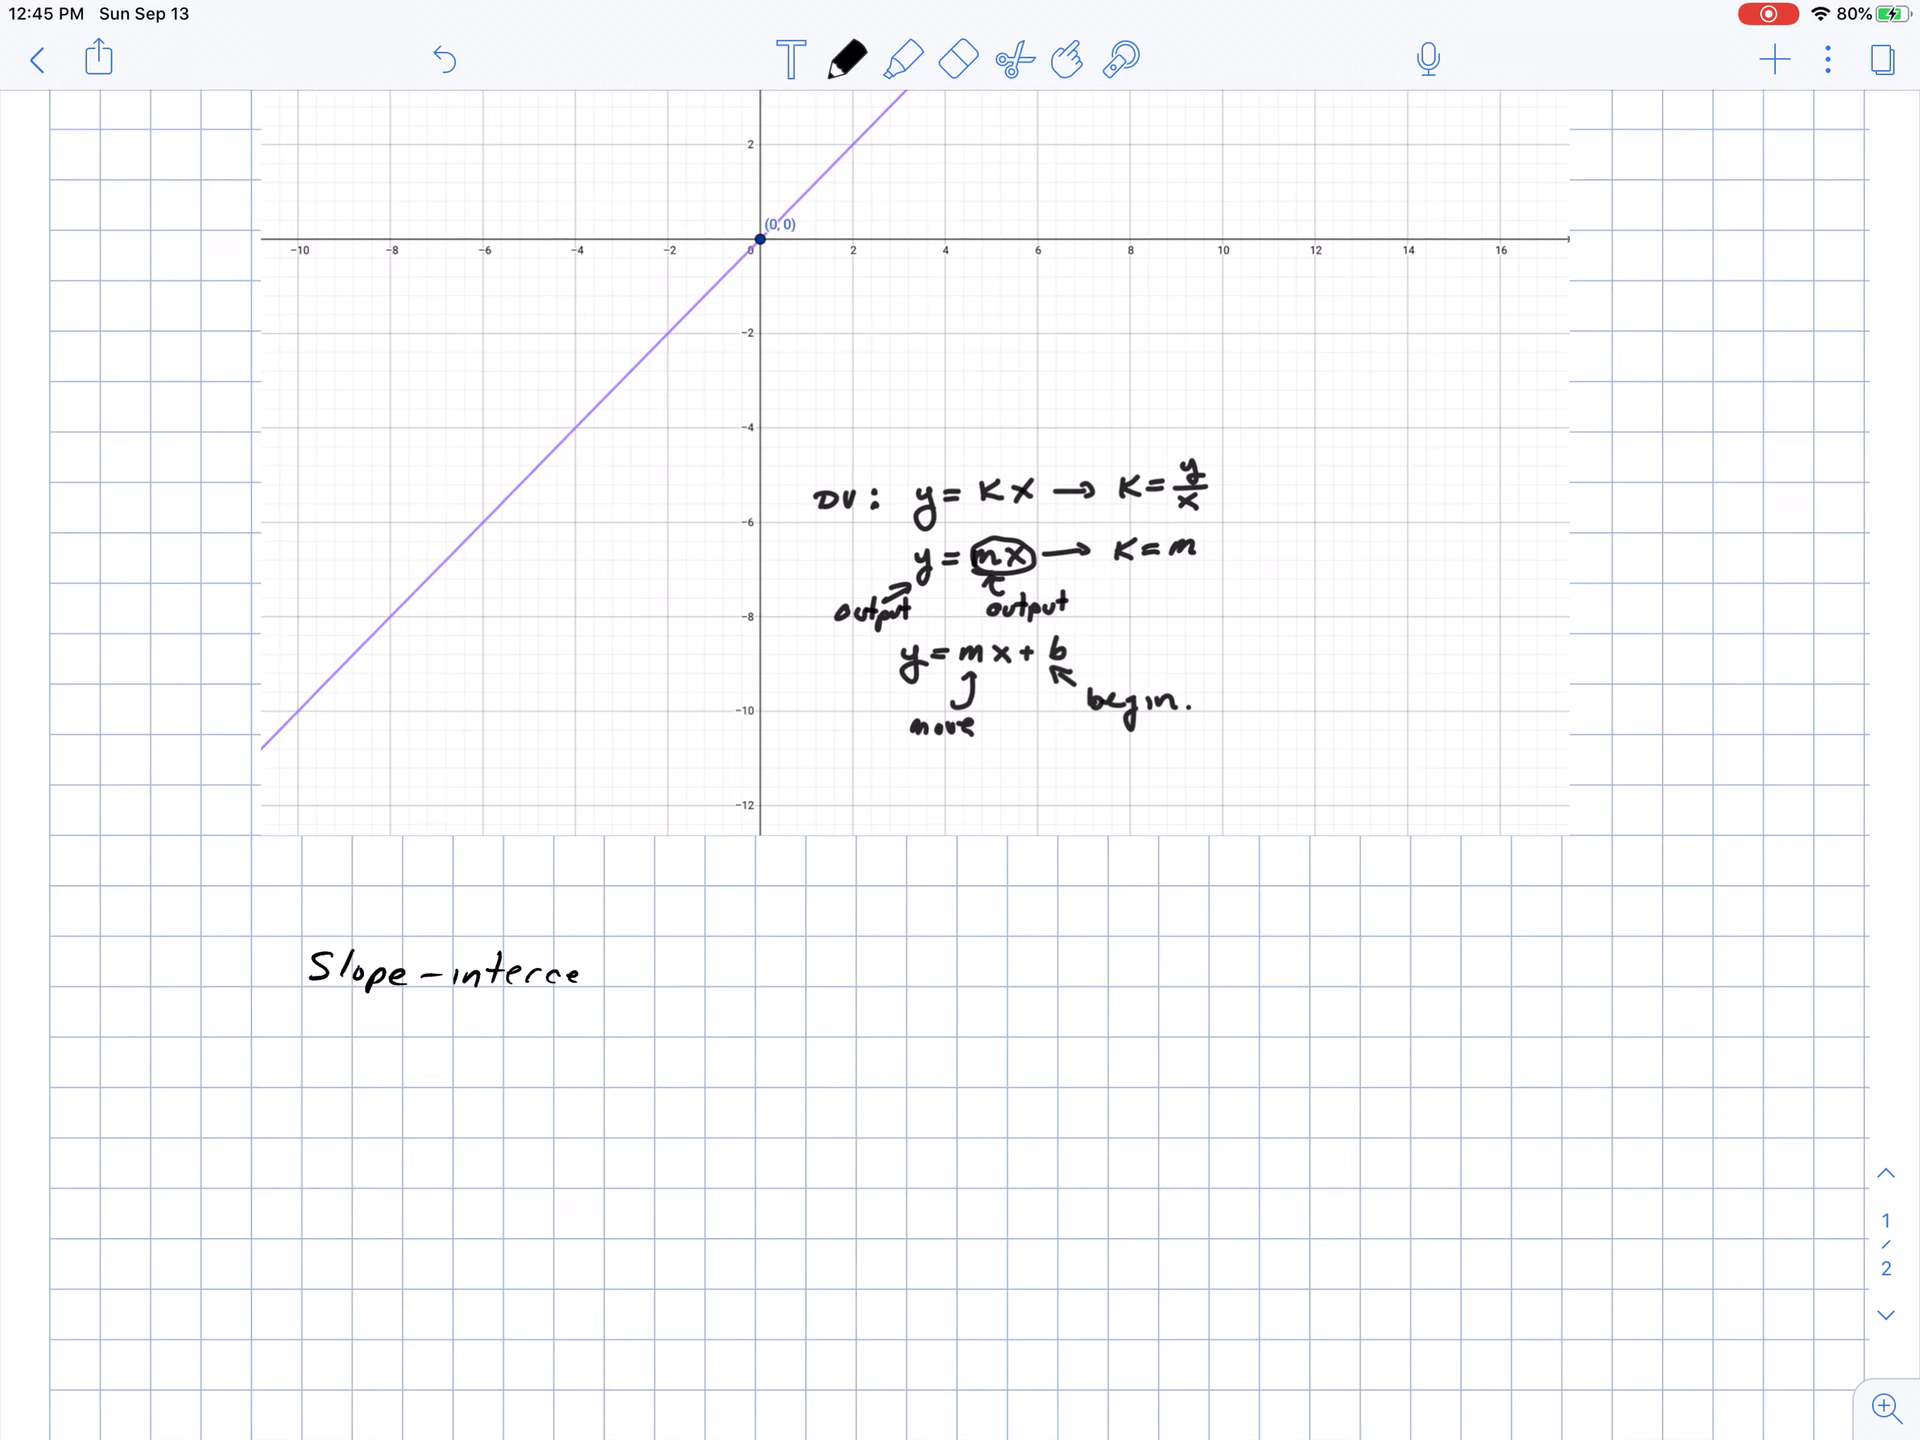 12:45 PM Sun Sep 13
80%
2
(0, 0)
-10 -8 -6 -4 -2 0 2 4 6 8 10 12 14 16
-2
-4
-6
-8
-10
-12
DV: y = Kx → K = y/x
y = mx → K = m
output output
y = mx + b
move begin.
Slope-interce
1
/
2